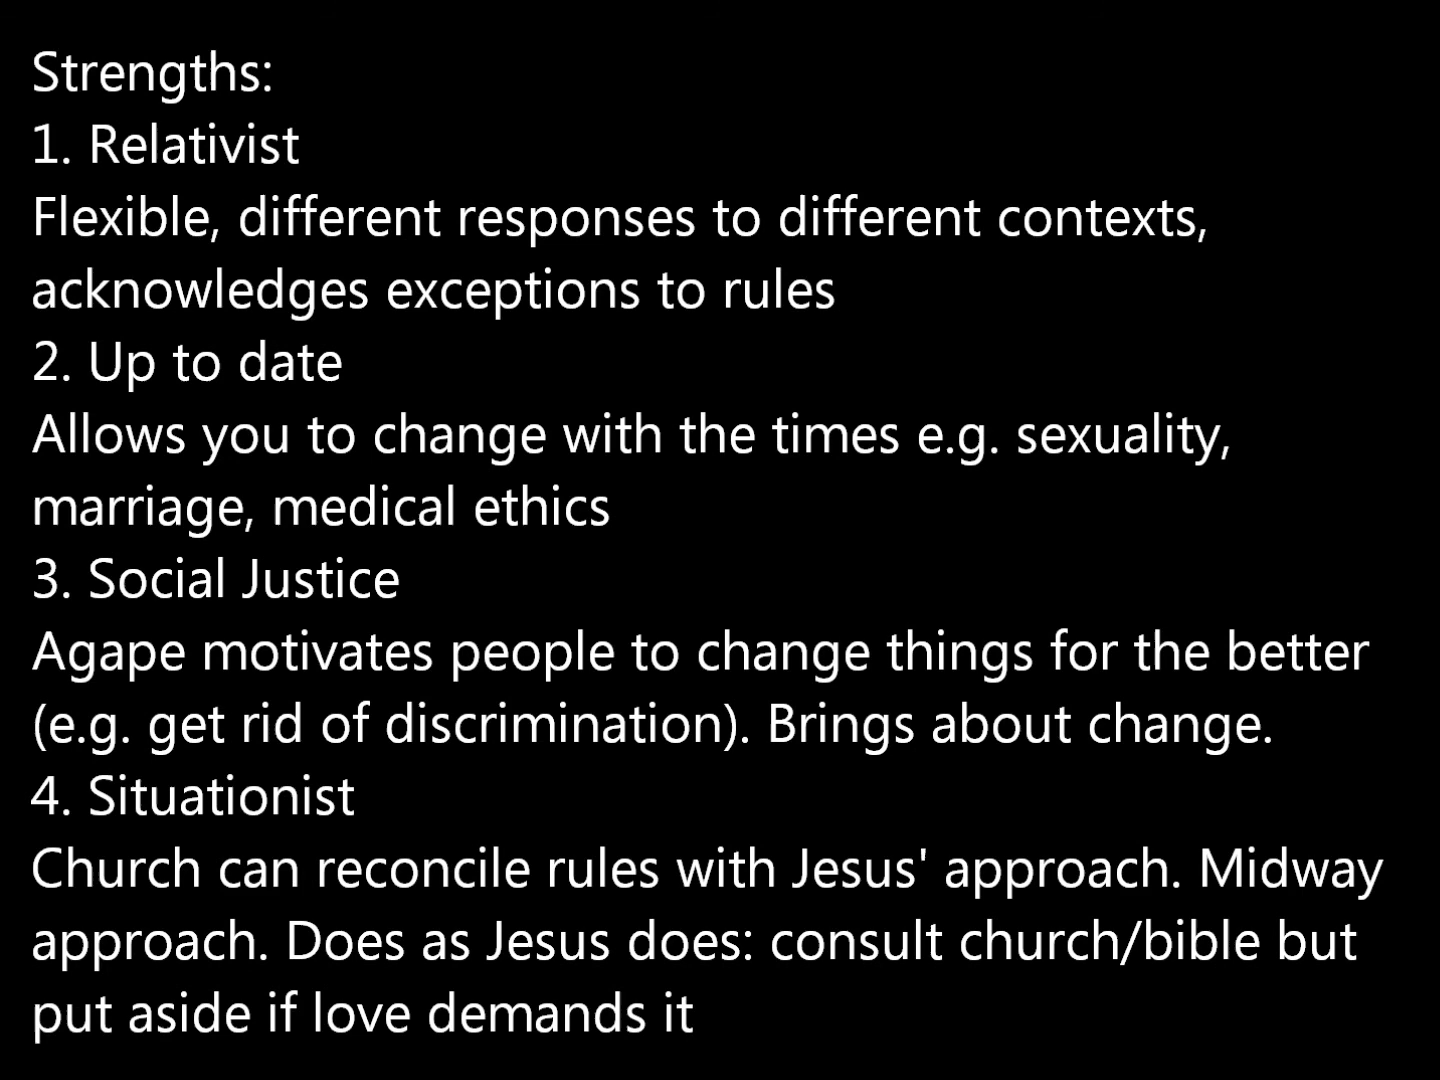 Strengths:
1. Relativist
Flexible, different responses to different contexts,
acknowledges exceptions to rules
2. Up to date
Allows you to change with the times e.g. sexuality,
marriage, medical ethics
3. Social Justice
Agape motivates people to change things for the better
(e.g. get rid of discrimination). Brings about change.
4. Situationist
Church can reconcile rules with Jesus' approach. Midway
approach. Does as Jesus does: consult church/bible but
put aside if love demands it